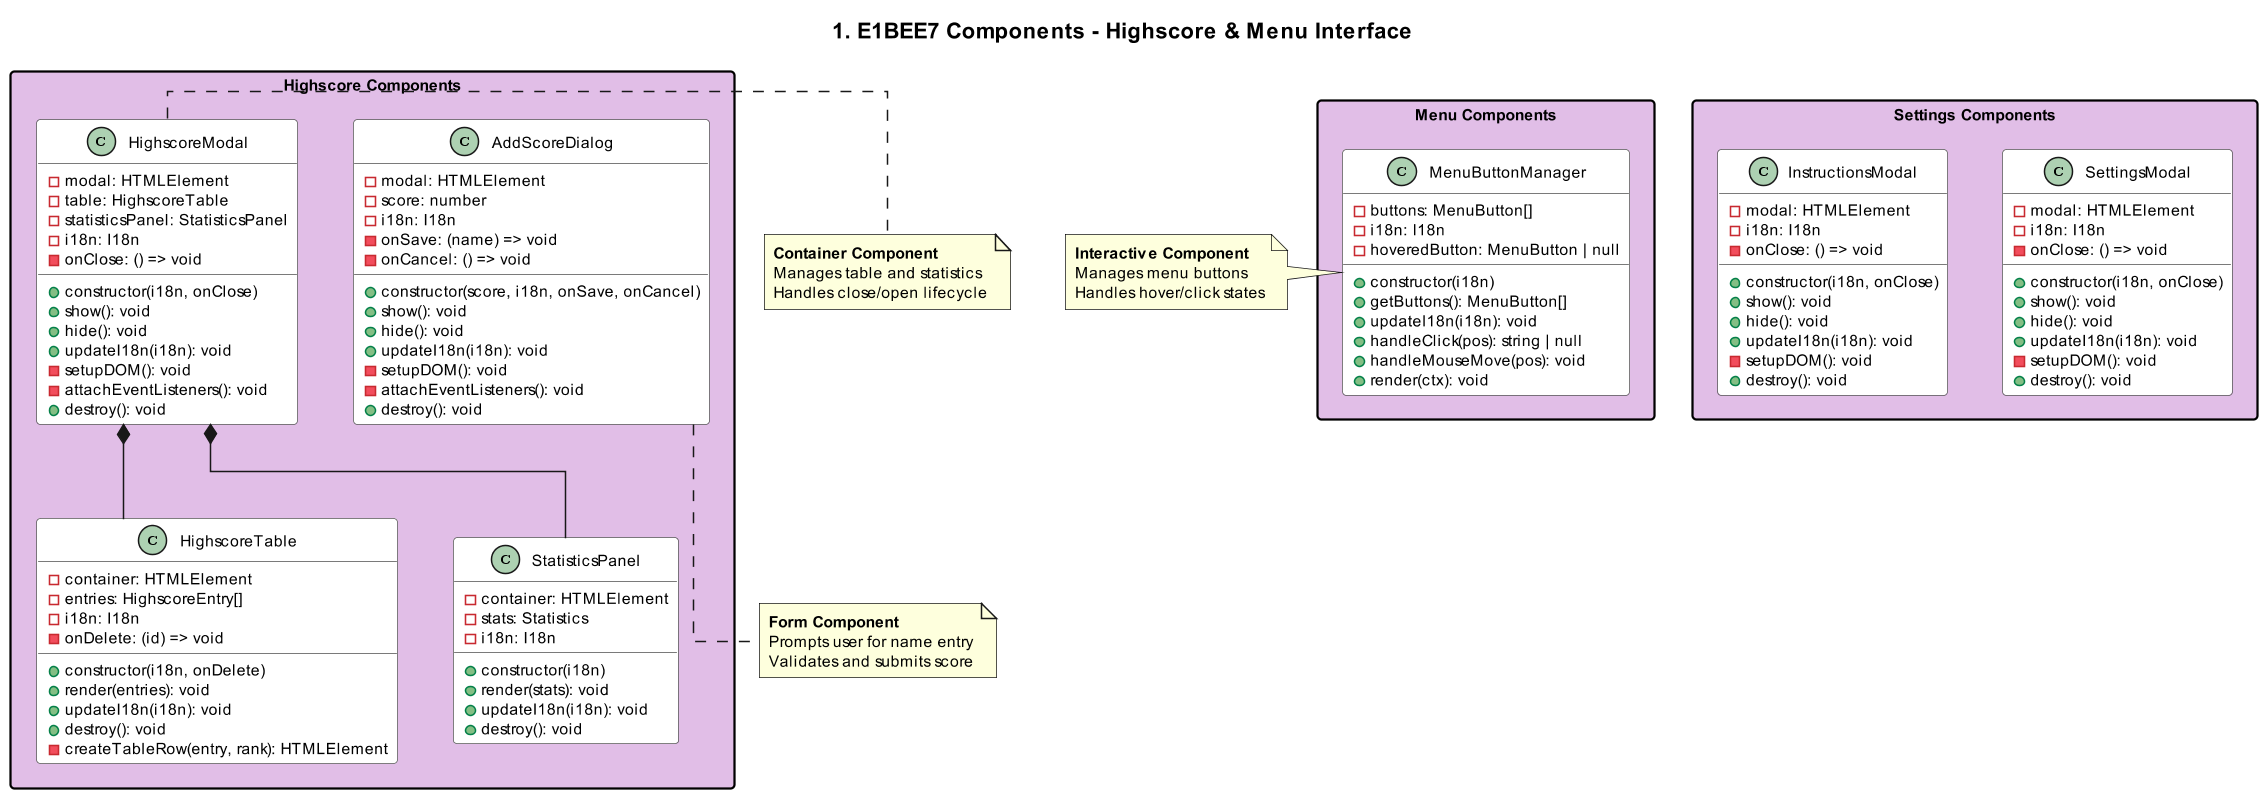 1. E1BEE7 Components - Highscore & Menu Interface
Highscore Components
C HighscoreModal
modal: HTMLElement
table: HighscoreTable
statisticsPanel: StatisticsPanel
i18n: I18n
onClose: () => void
constructor(i18n, onClose)
show(): void
hide(): void
updateI18n(i18n): void
setupDOM(): void
attachEventListeners(): void
destroy(): void
C AddScoreDialog
modal: HTMLElement
score: number
i18n: I18n
onSave: (name) => void
onCancel: () => void
constructor(score, i18n, onSave, onCancel)
show(): void
hide(): void
updateI18n(i18n): void
setupDOM(): void
attachEventListeners(): void
destroy(): void
C HighscoreTable
container: HTMLElement
entries: HighscoreEntry[]
i18n: I18n
onDelete: (id) => void
constructor(i18n, onDelete)
render(entries): void
updateI18n(i18n): void
destroy(): void
createTableRow(entry, rank): HTMLElement
C StatisticsPanel
container: HTMLElement
stats: Statistics
i18n: I18n
constructor(i18n)
render(stats): void
updateI18n(i18n): void
destroy(): void
Container Component
Manages table and statistics
Handles close/open lifecycle
Form Component
Prompts user for name entry
Validates and submits score
Interactive Component
Manages menu buttons
Handles hover/click states
Menu Components
C MenuButtonManager
buttons: MenuButton[]
i18n: I18n
hoveredButton: MenuButton | null
constructor(i18n)
getButtons(): MenuButton[]
updateI18n(i18n): void
handleClick(pos): string | null
handleMouseMove(pos): void
render(ctx): void
Settings Components
C InstructionsModal
modal: HTMLElement
i18n: I18n
onClose: () => void
constructor(i18n, onClose)
show(): void
hide(): void
updateI18n(i18n): void
setupDOM(): void
destroy(): void
C SettingsModal
modal: HTMLElement
i18n: I18n
onClose: () => void
constructor(i18n, onClose)
show(): void
hide(): void
updateI18n(i18n): void
setupDOM(): void
destroy(): void